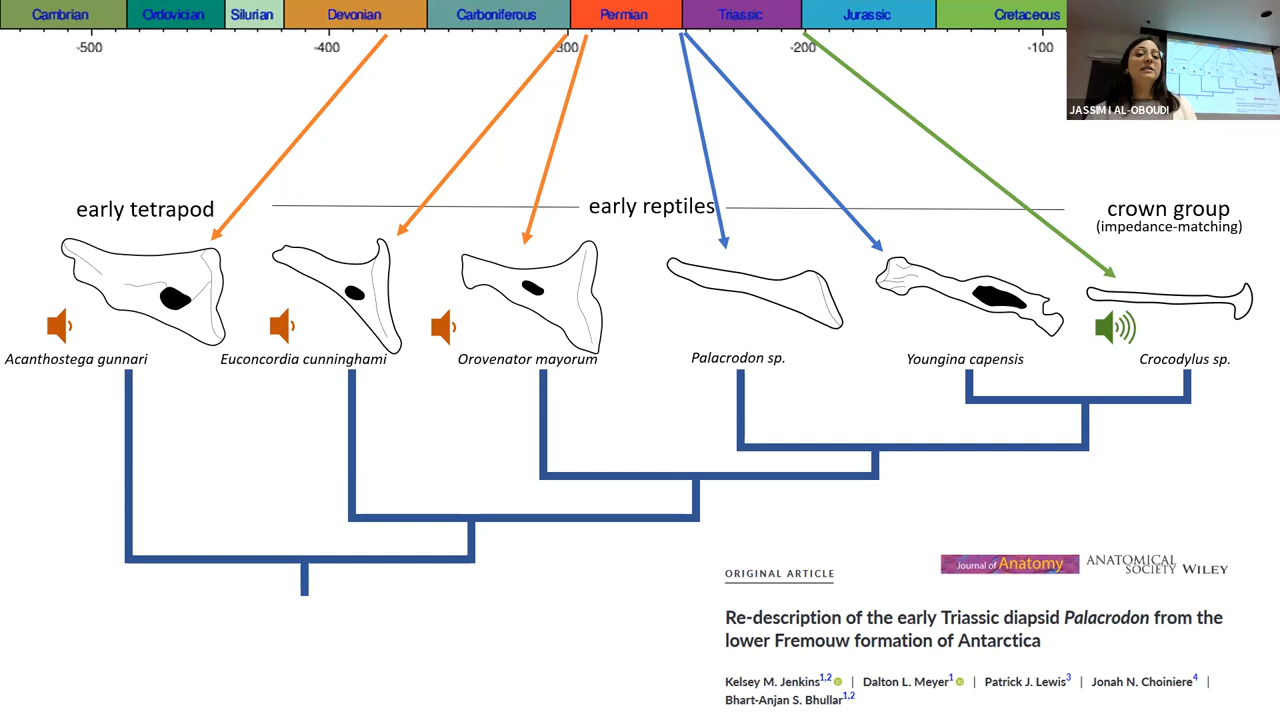 Cambrian Ordovician Silurian Devonian Carboniferous Permian Triassic Jurassic Cretaceous
-500 -400 -300 -200 -100
JASSIM I AL-OBOUDI
early tetrapod early reptiles crown group
(impedance-matching)
Acanthostega gunnari Euconcordia cunninghami Orovenator mayorum Palacrodon sp. Youngina capensis Crocodylus sp.
ORIGINAL ARTICLE
Journal of Anatomy ANATOMICAL SOCIETY WILEY
Re-description of the early Triassic diapsid Palacrodon from the
lower Fremouw formation of Antarctica
Kelsey M. Jenkins1,2 | Dalton L. Meyer1 | Patrick J. Lewis3 | Jonah N. Choiniere4 |
Bhart-Anjan S. Bhullar1,2